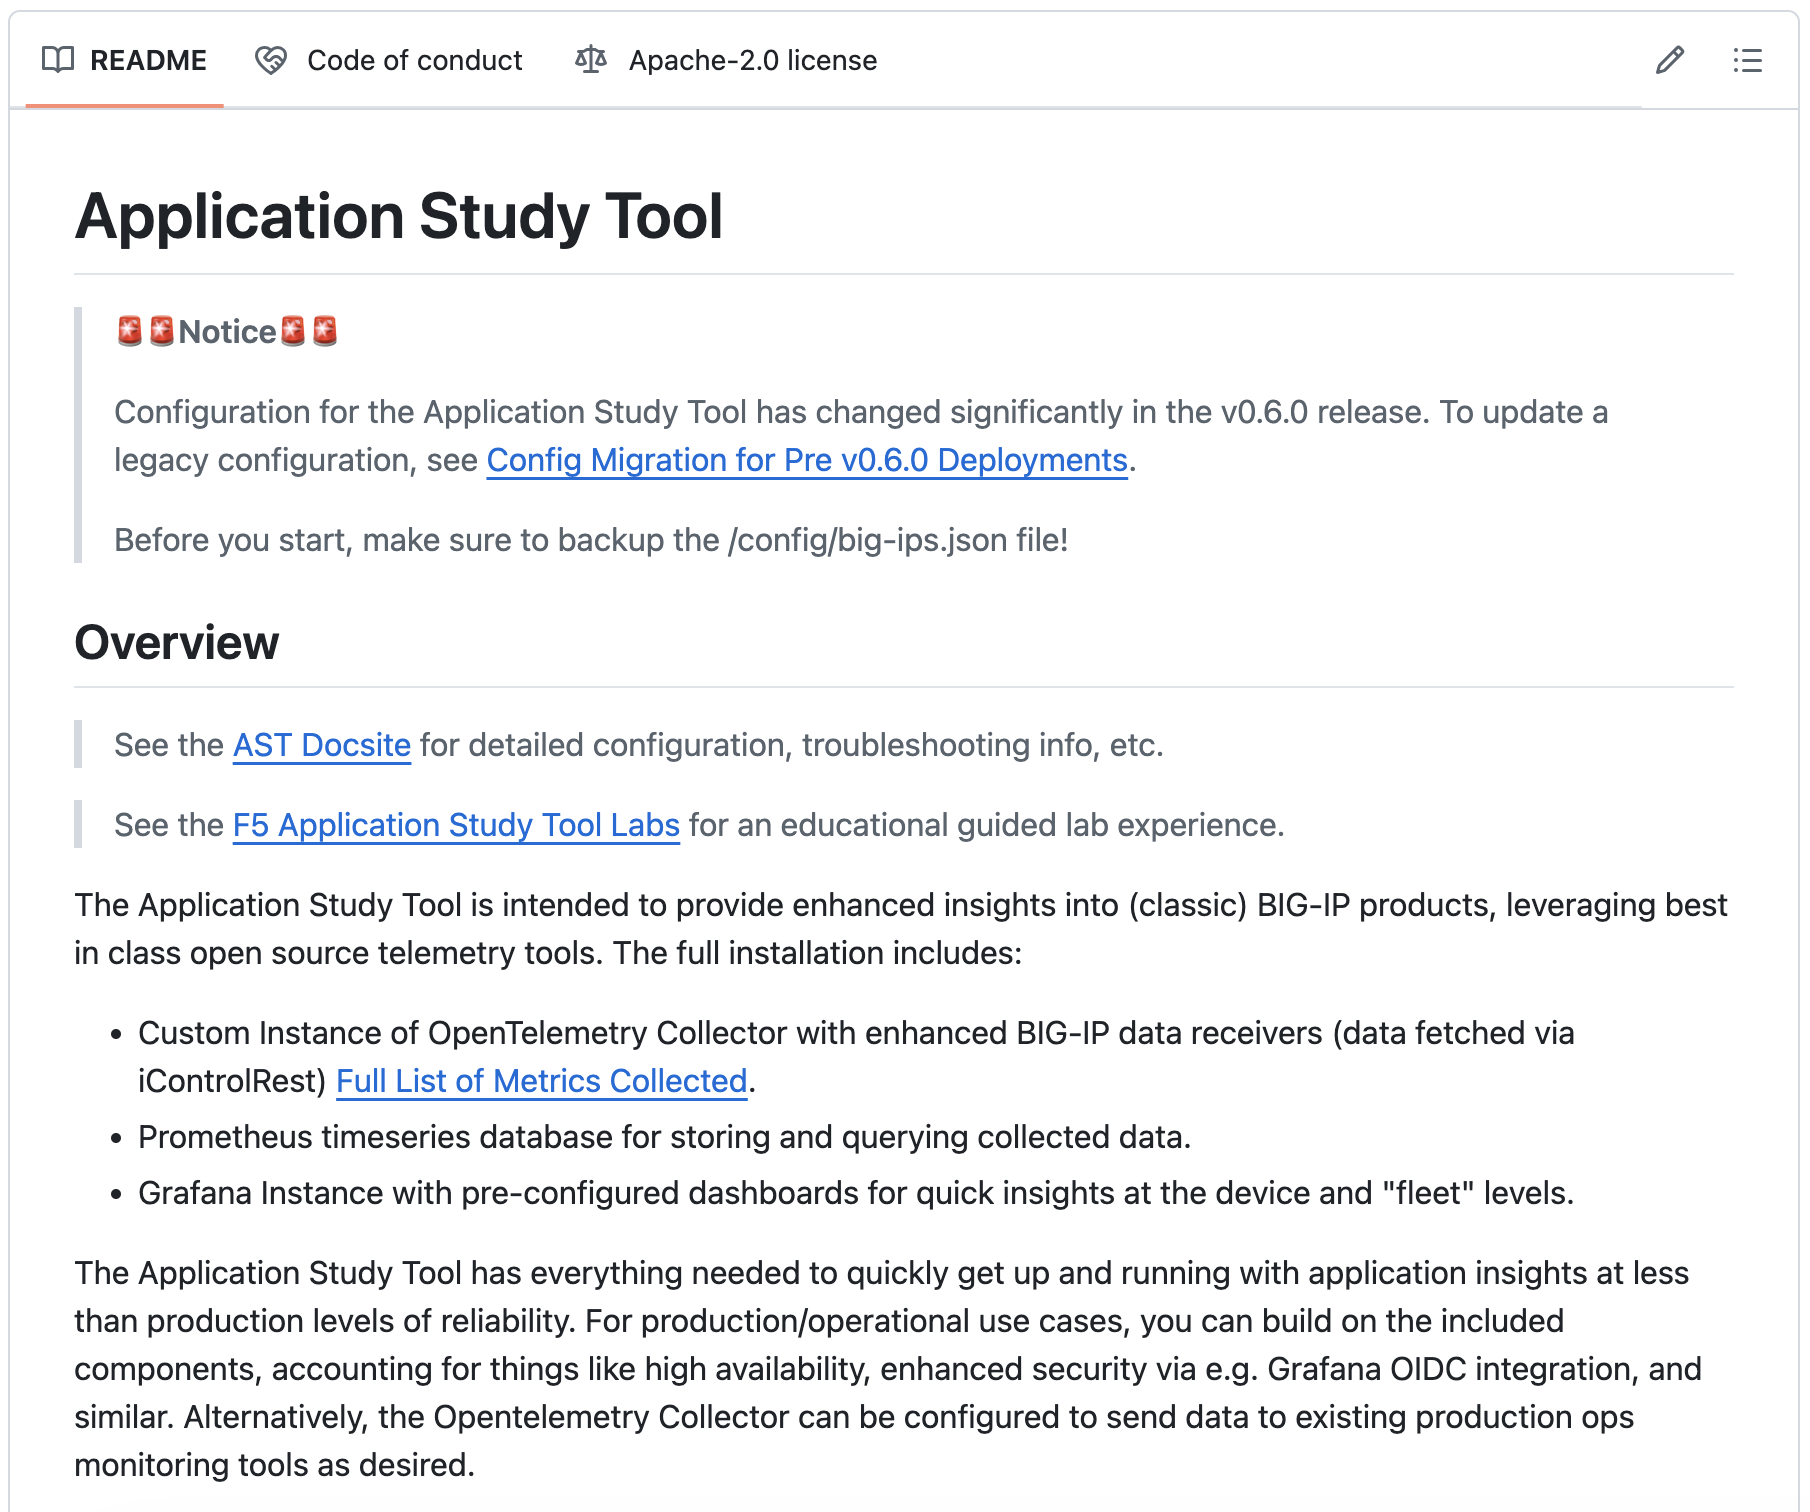 README
Code of conduct
Apache-2.0 license
Application Study Tool
🚨🚨Notice🚨🚨
Configuration for the Application Study Tool has changed significantly in the v0.6.0 release. To update a
legacy configuration, see Config Migration for Pre v0.6.0 Deployments.
Before you start, make sure to backup the /config/big-ips.json file!
Overview
See the AST Docsite for detailed configuration, troubleshooting info, etc.
See the F5 Application Study Tool Labs for an educational guided lab experience.
The Application Study Tool is intended to provide enhanced insights into (classic) BIG-IP products, leveraging best
in class open source telemetry tools. The full installation includes:
• Custom Instance of OpenTelemetry Collector with enhanced BIG-IP data receivers (data fetched via
iControlRest) Full List of Metrics Collected.
• Prometheus timeseries database for storing and querying collected data.
• Grafana Instance with pre-configured dashboards for quick insights at the device and "fleet" levels.
The Application Study Tool has everything needed to quickly get up and running with application insights at less
than production levels of reliability. For production/operational use cases, you can build on the included
components, accounting for things like high availability, enhanced security via e.g. Grafana OIDC integration, and
similar. Alternatively, the Opentelemetry Collector can be configured to send data to existing production ops
monitoring tools as desired.